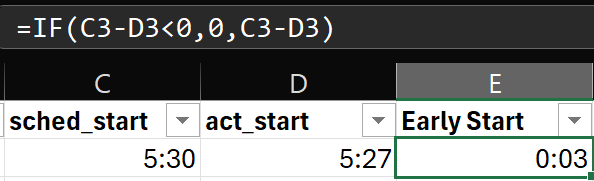 =IF(C3-D3<0,0,C3-D3)
C D E
sched_start act_start Early Start
5:30 5:27 0:03